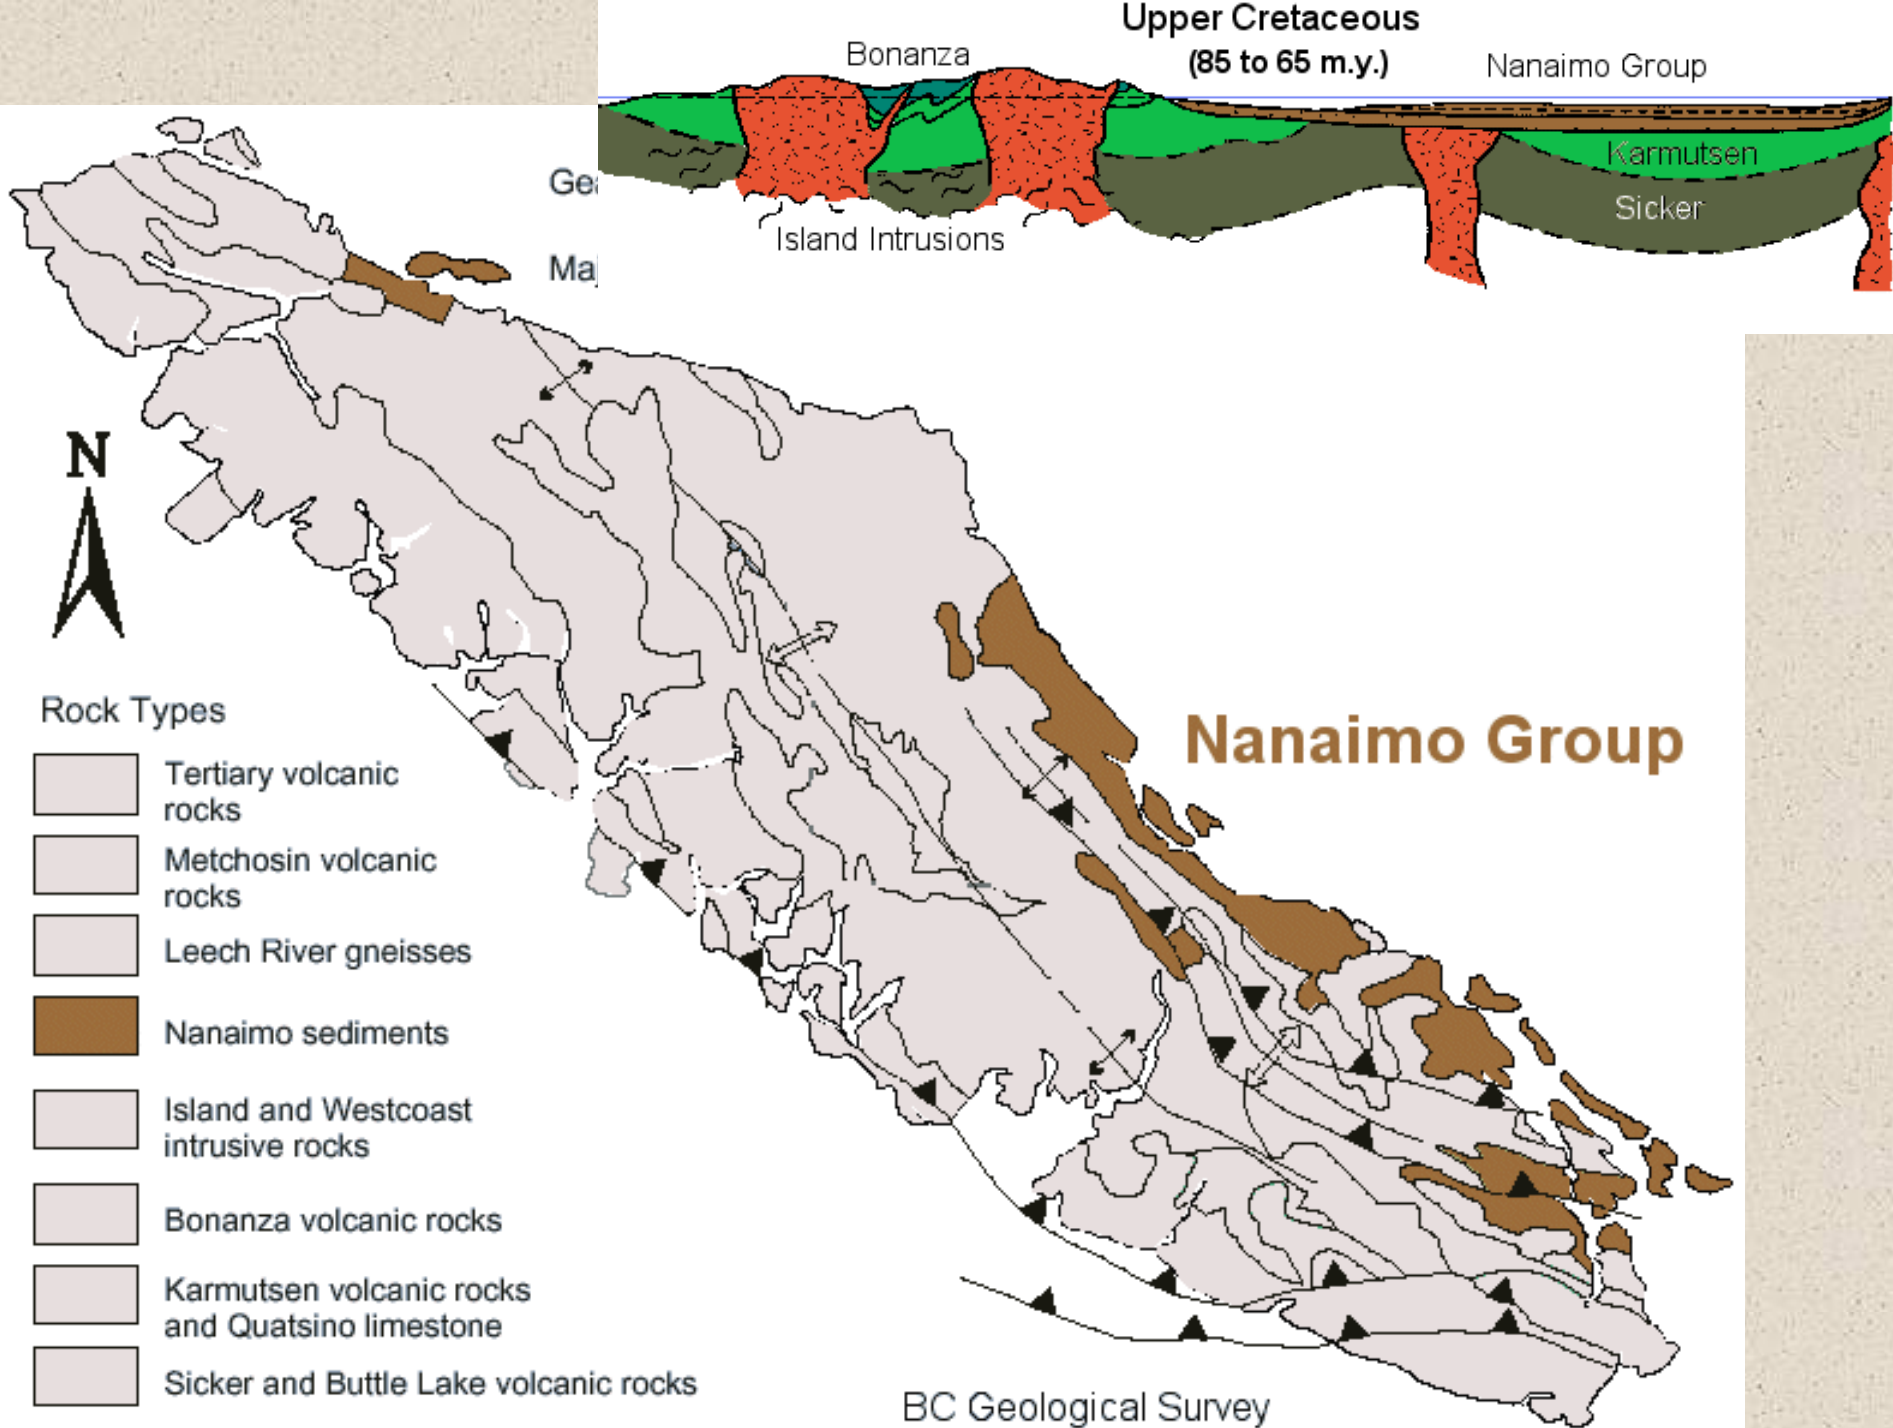 Upper Cretaceous
(85 to 65 m.y.)
Bonanza
Nanaimo Group
Karmutsen
Sicker
Island Intrusions
N
Nanaimo Group
Rock Types
Tertiary volcanic
rocks
Metchosin volcanic
rocks
Leech River gneisses
Nanaimo sediments
Island and Westcoast
intrusive rocks
Bonanza volcanic rocks
Karmutsen volcanic rocks
and Quatsino limestone
Sicker and Buttle Lake volcanic rocks
BC Geological Survey